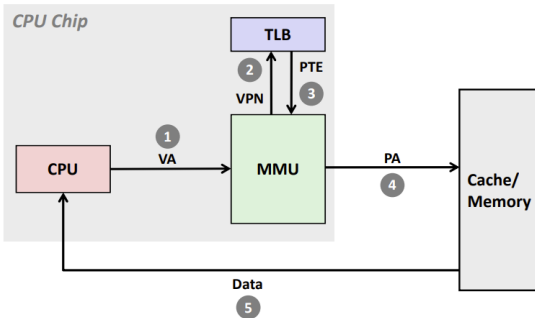 CPU Chip
TLB
2
PTE
VPN
3
1
VA
CPU
MMU
PA
4
Cache/
Memory
Data
5